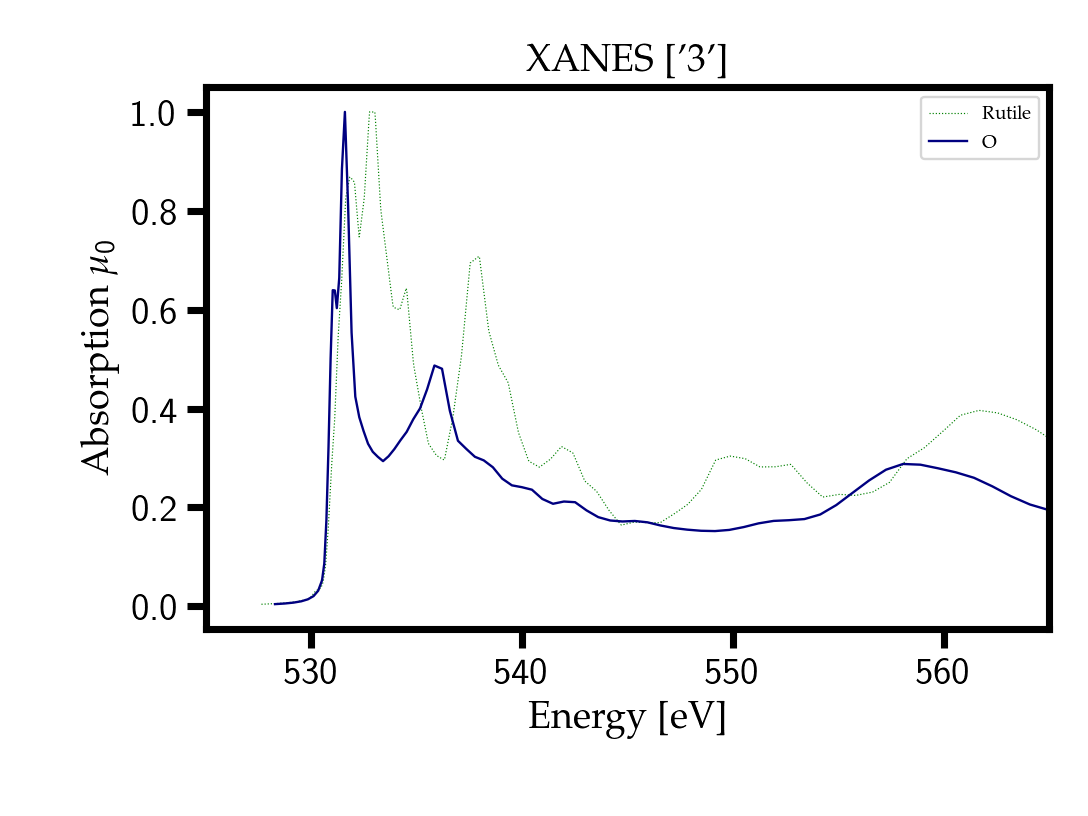 XANES ['3']
1.0
0.8
0.6
0.4
0.2
0.0
Absorption μ₀
Rutile
O
530
540
550
560
Energy [eV]